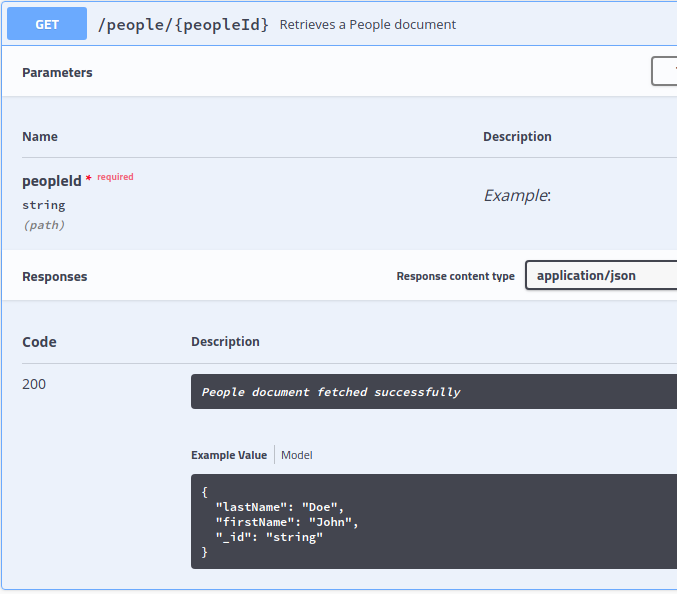 GET /people/{peopleId} Retrieves a People document
Parameters
Name Description
peopleId * required
string
(path)
Example:
Responses Response content type application/json
Code Description
200 People document fetched successfully
Example Value Model
{
"lastName": "Doe",
"firstName": "John",
"_id": "string"
}